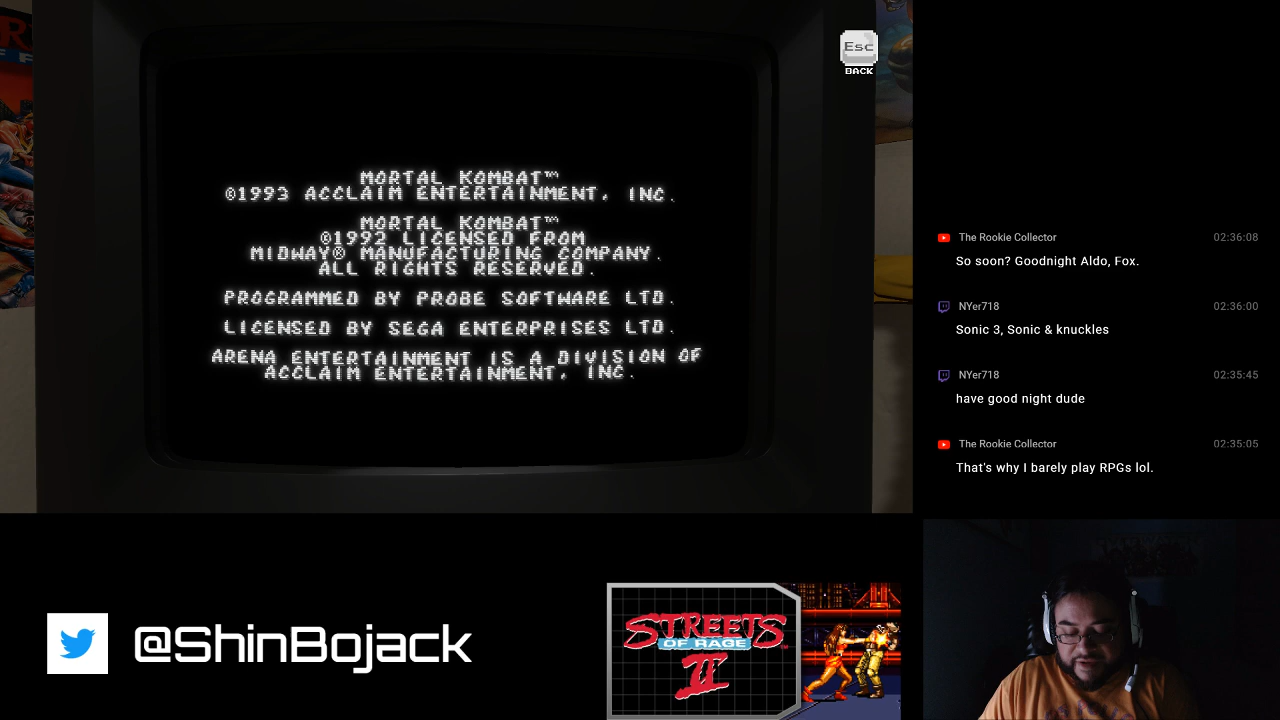 Esc
BACK
MORTAL KOMBAT™
©1993 ACCLAIM ENTERTAINMENT, INC.
MORTAL KOMBAT™
©1992 LICENSED FROM
MIDWAY® MANUFACTURING COMPANY.
ALL RIGHTS RESERVED.
PROGRAMMED BY PROBE SOFTWARE LTD.
LICENSED BY SEGA ENTERPRISES LTD.
ARENA ENTERTAINMENT IS A DIVISION OF
ACCLAIM ENTERTAINMENT, INC.
The Rookie Collector 02:36:08
So soon? Goodnight Aldo, Fox.
NYer718 02:36:00
Sonic 3, Sonic & knuckles
NYer718 02:35:45
have good night dude
The Rookie Collector 02:35:05
That's why I barely play RPGs lol.
@ShinBojack
STREETS
OF RAGE
II